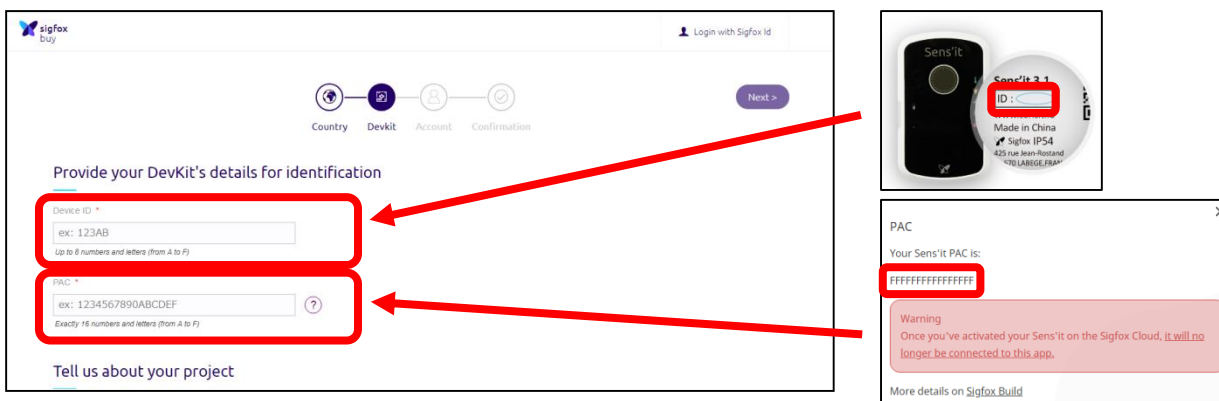 sigfox
buy
Login with Sigfox Id
Next >
Country Devkit Account Confirmation
Provide your DevKit's details for identification
Device ID *
ex: 123AB
Up to 8 numbers and letters (from A to F)
PAC *
ex: 1234567890ABCDEF
?
Exactly 16 numbers and letters (from A to F)
Tell us about your project
Sens'it
Sens'it 3.1
ID :
Made in China
Sigfox IP54
425 rue Jean-Rostand
LABEGE, FRAN
PAC
Your Sens'it PAC is:
FFFFFFFFFFFFFFFF
Warning
Once you've activated your Sens'it on the Sigfox Cloud, it will no
longer be connected to this app.
More details on Sigfox Build